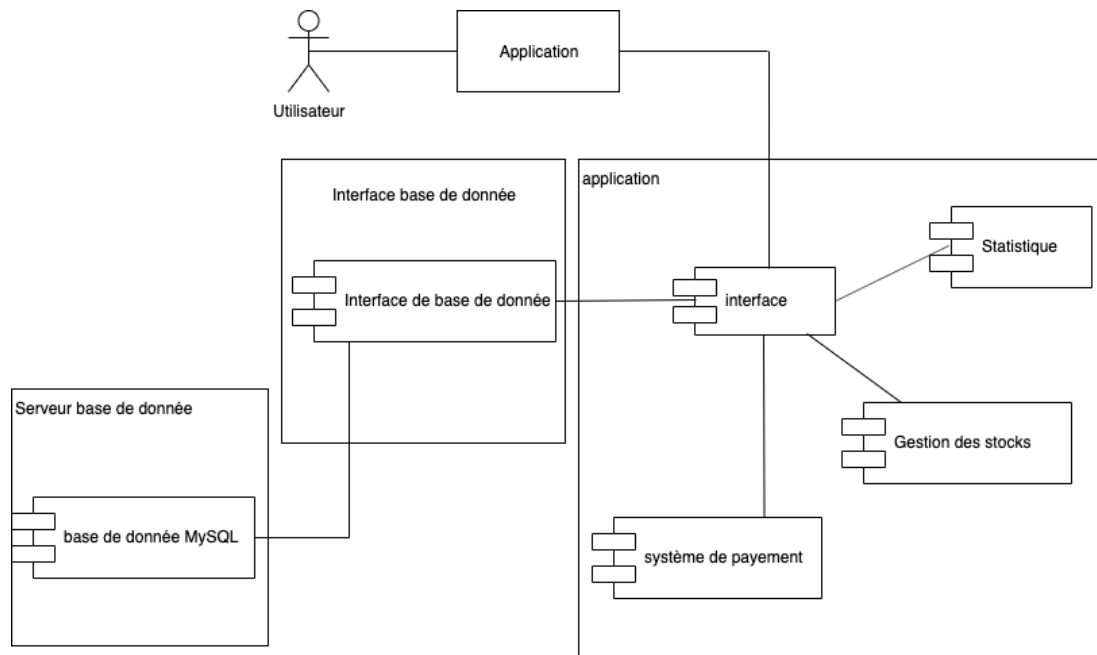 Application
Utilisateur
Interface base de donnée
application
Statistique
Interface de base de donnée
interface
Serveur base de donnée
Gestion des stocks
base de donnée MySQL
système de payement